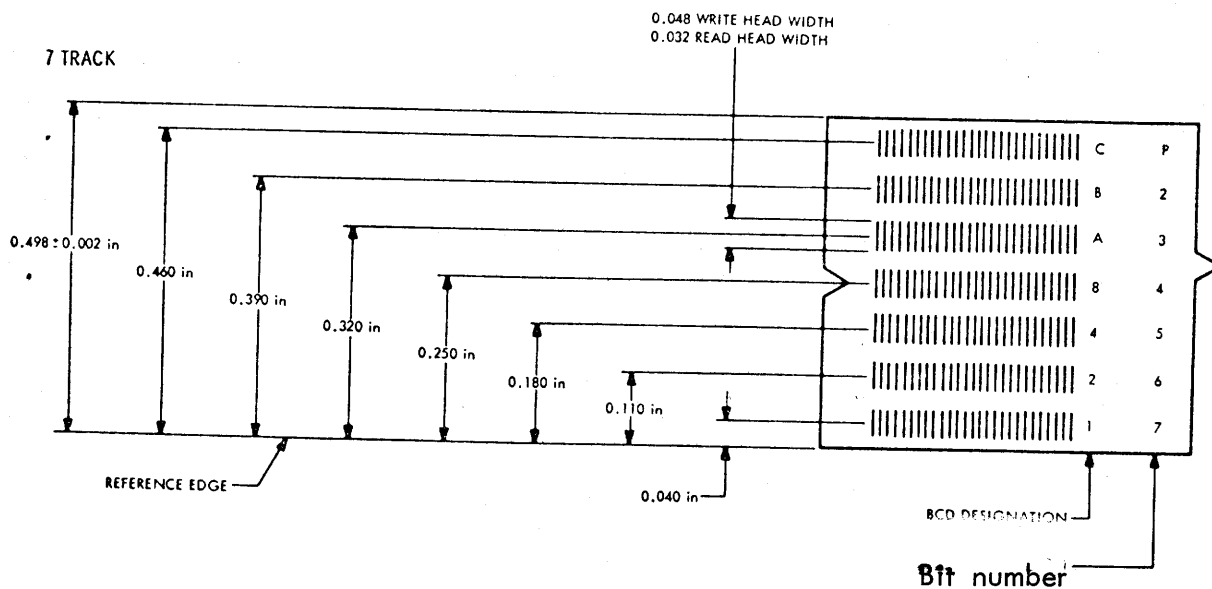 0.048 WRITE HEAD WIDTH
0.032 READ HEAD WIDTH
7 TRACK
C P
B 2
A 3
8 4
4 5
2 6
1 7
0.498 ± 0.002 in
0.460 in
0.390 in
0.320 in
0.250 in
0.180 in
0.110 in
0.040 in
REFERENCE EDGE
BCD DESIGNATION
Bit number